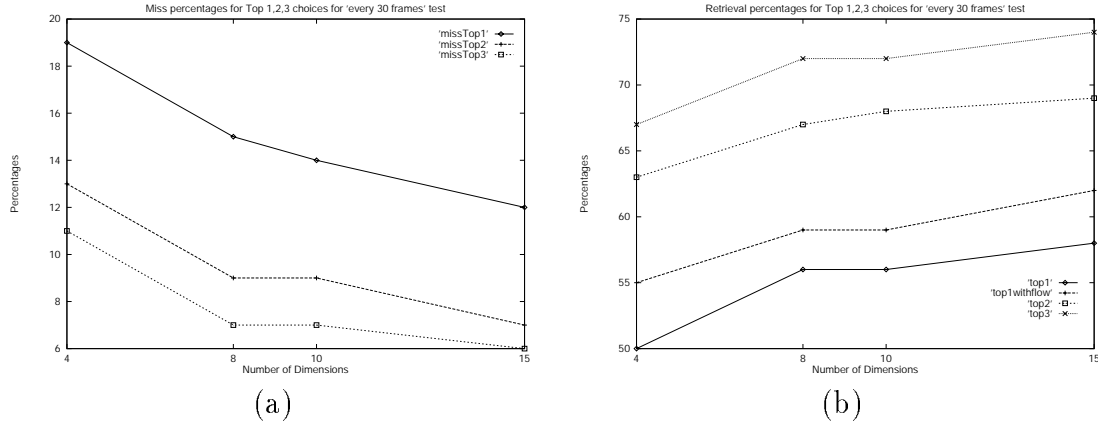 Miss percentages for Top 1,2,3 choices for 'every 30 frames' test
20
18
16
14
12
10
8
6
Percentages
'missTop1'
'missTop2'
'missTop3'
4
8
10
15
Number of Dimensions
(a)
Retrieval percentages for Top 1,2,3 choices for 'every 30 frames' test
75
70
65
60
55
50
Percentages
'top1'
'top1withflow'
'top2'
'top3'
4
8
10
15
Number of Dimensions
(b)